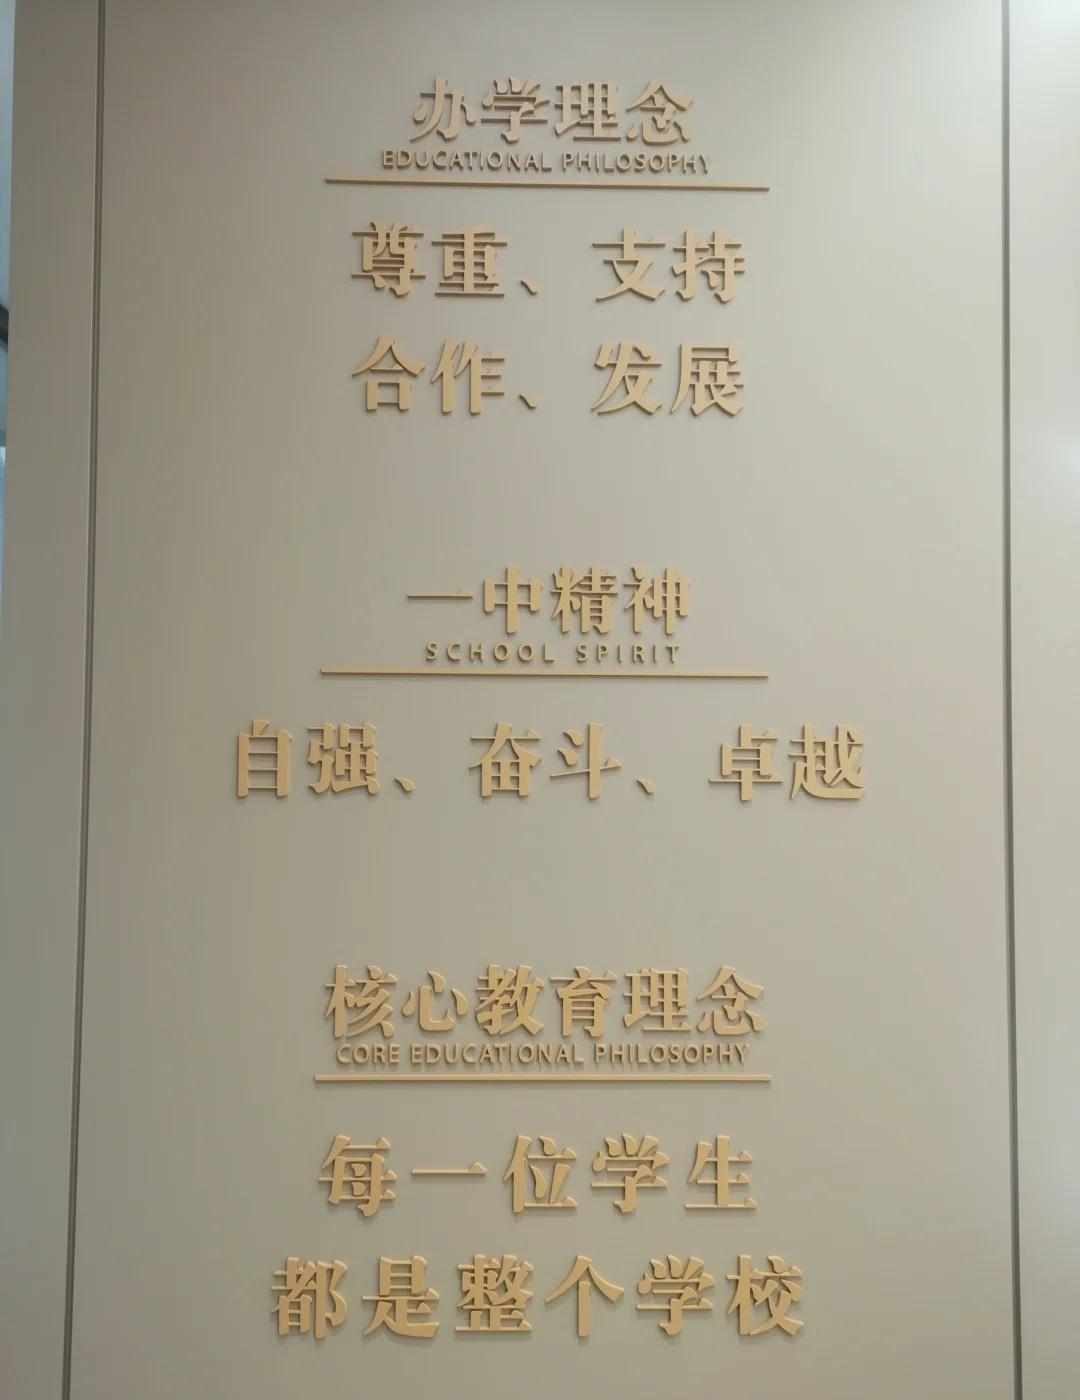 办学理念
EDUCATIONAL PHILOSOPHY
尊重、支持
合作、发展
一中精神
SCHOOL SPIRIT
自强、奋斗、卓越
核心教育理念
CORE EDUCATIONAL PHILOSOPHY
每一位学生
都是整个学校